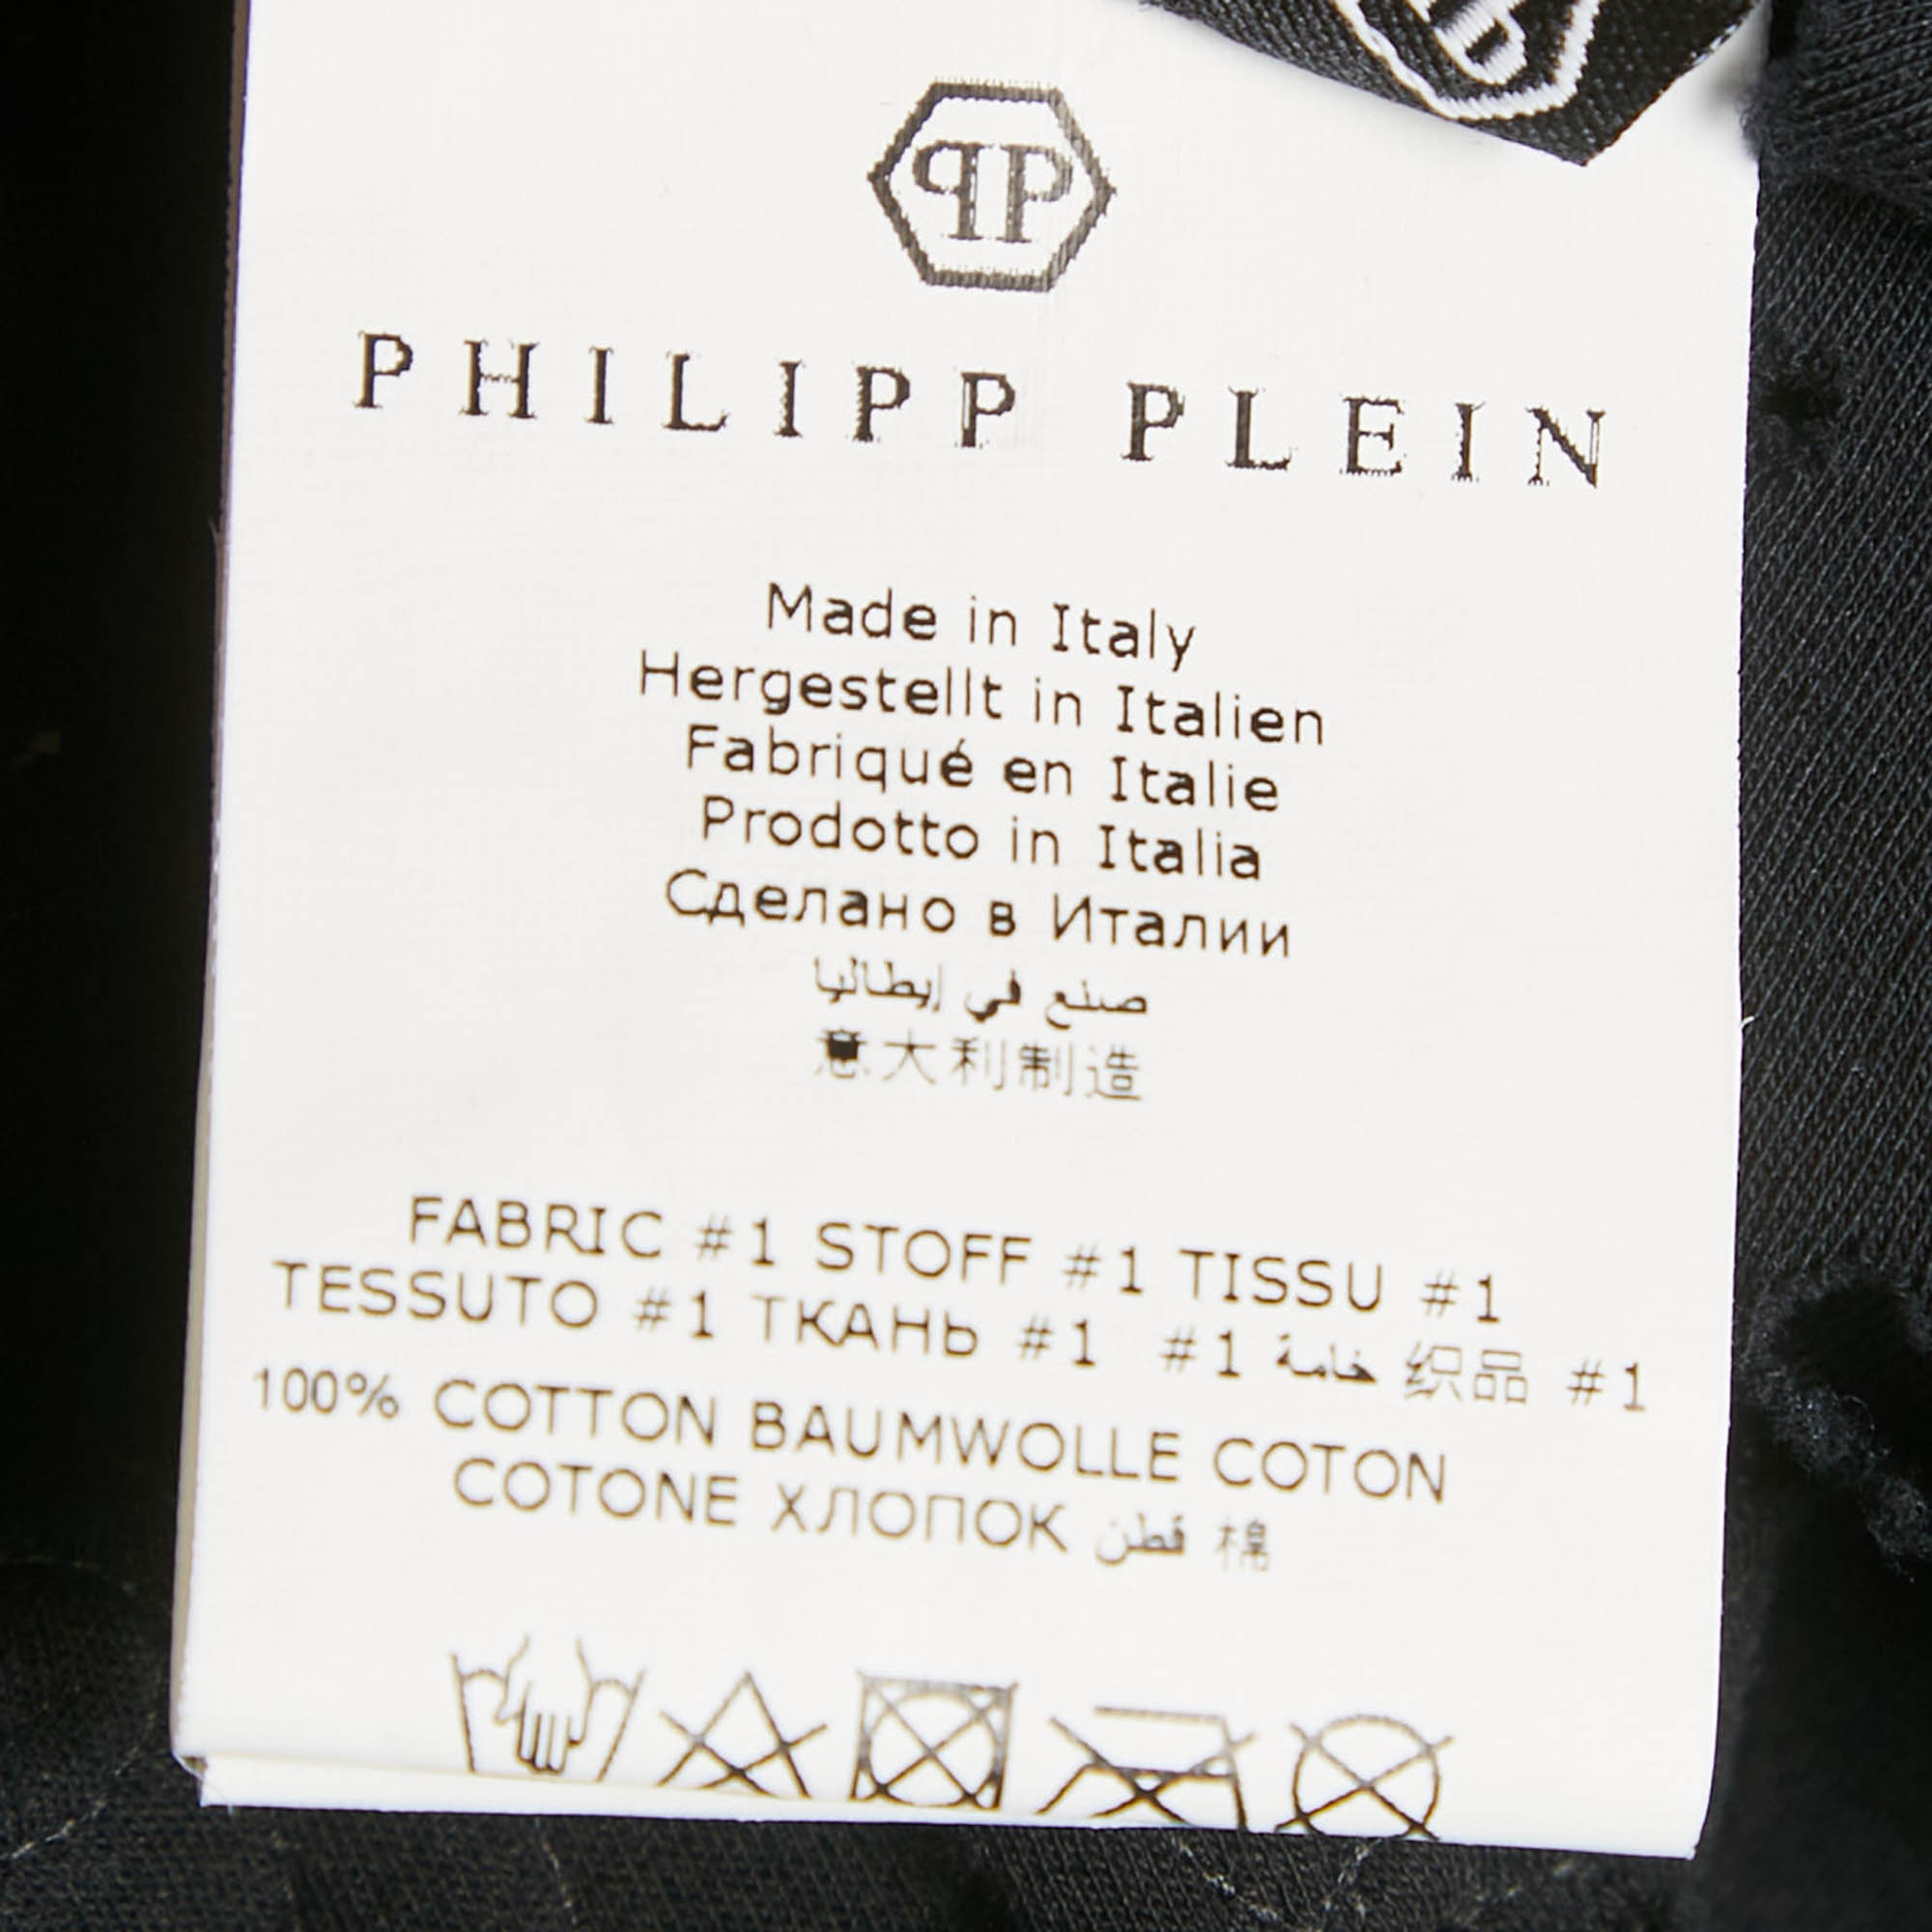 PHILIPP PLEIN
Made in Italy
Hergestellt in Italien
Fabriqué en Italie
Prodotto in Italia
Сделано в Италии
صنع في إيطاليا
意大利制造
FABRIC #1 STOFF #1 TISSU #1
TESSUTO #1 ТКАНЬ #1 #1 خامة 织品 #1
100% COTTON BAUMWOLLE COTON
COTONE ХЛОПОК قطن 棉